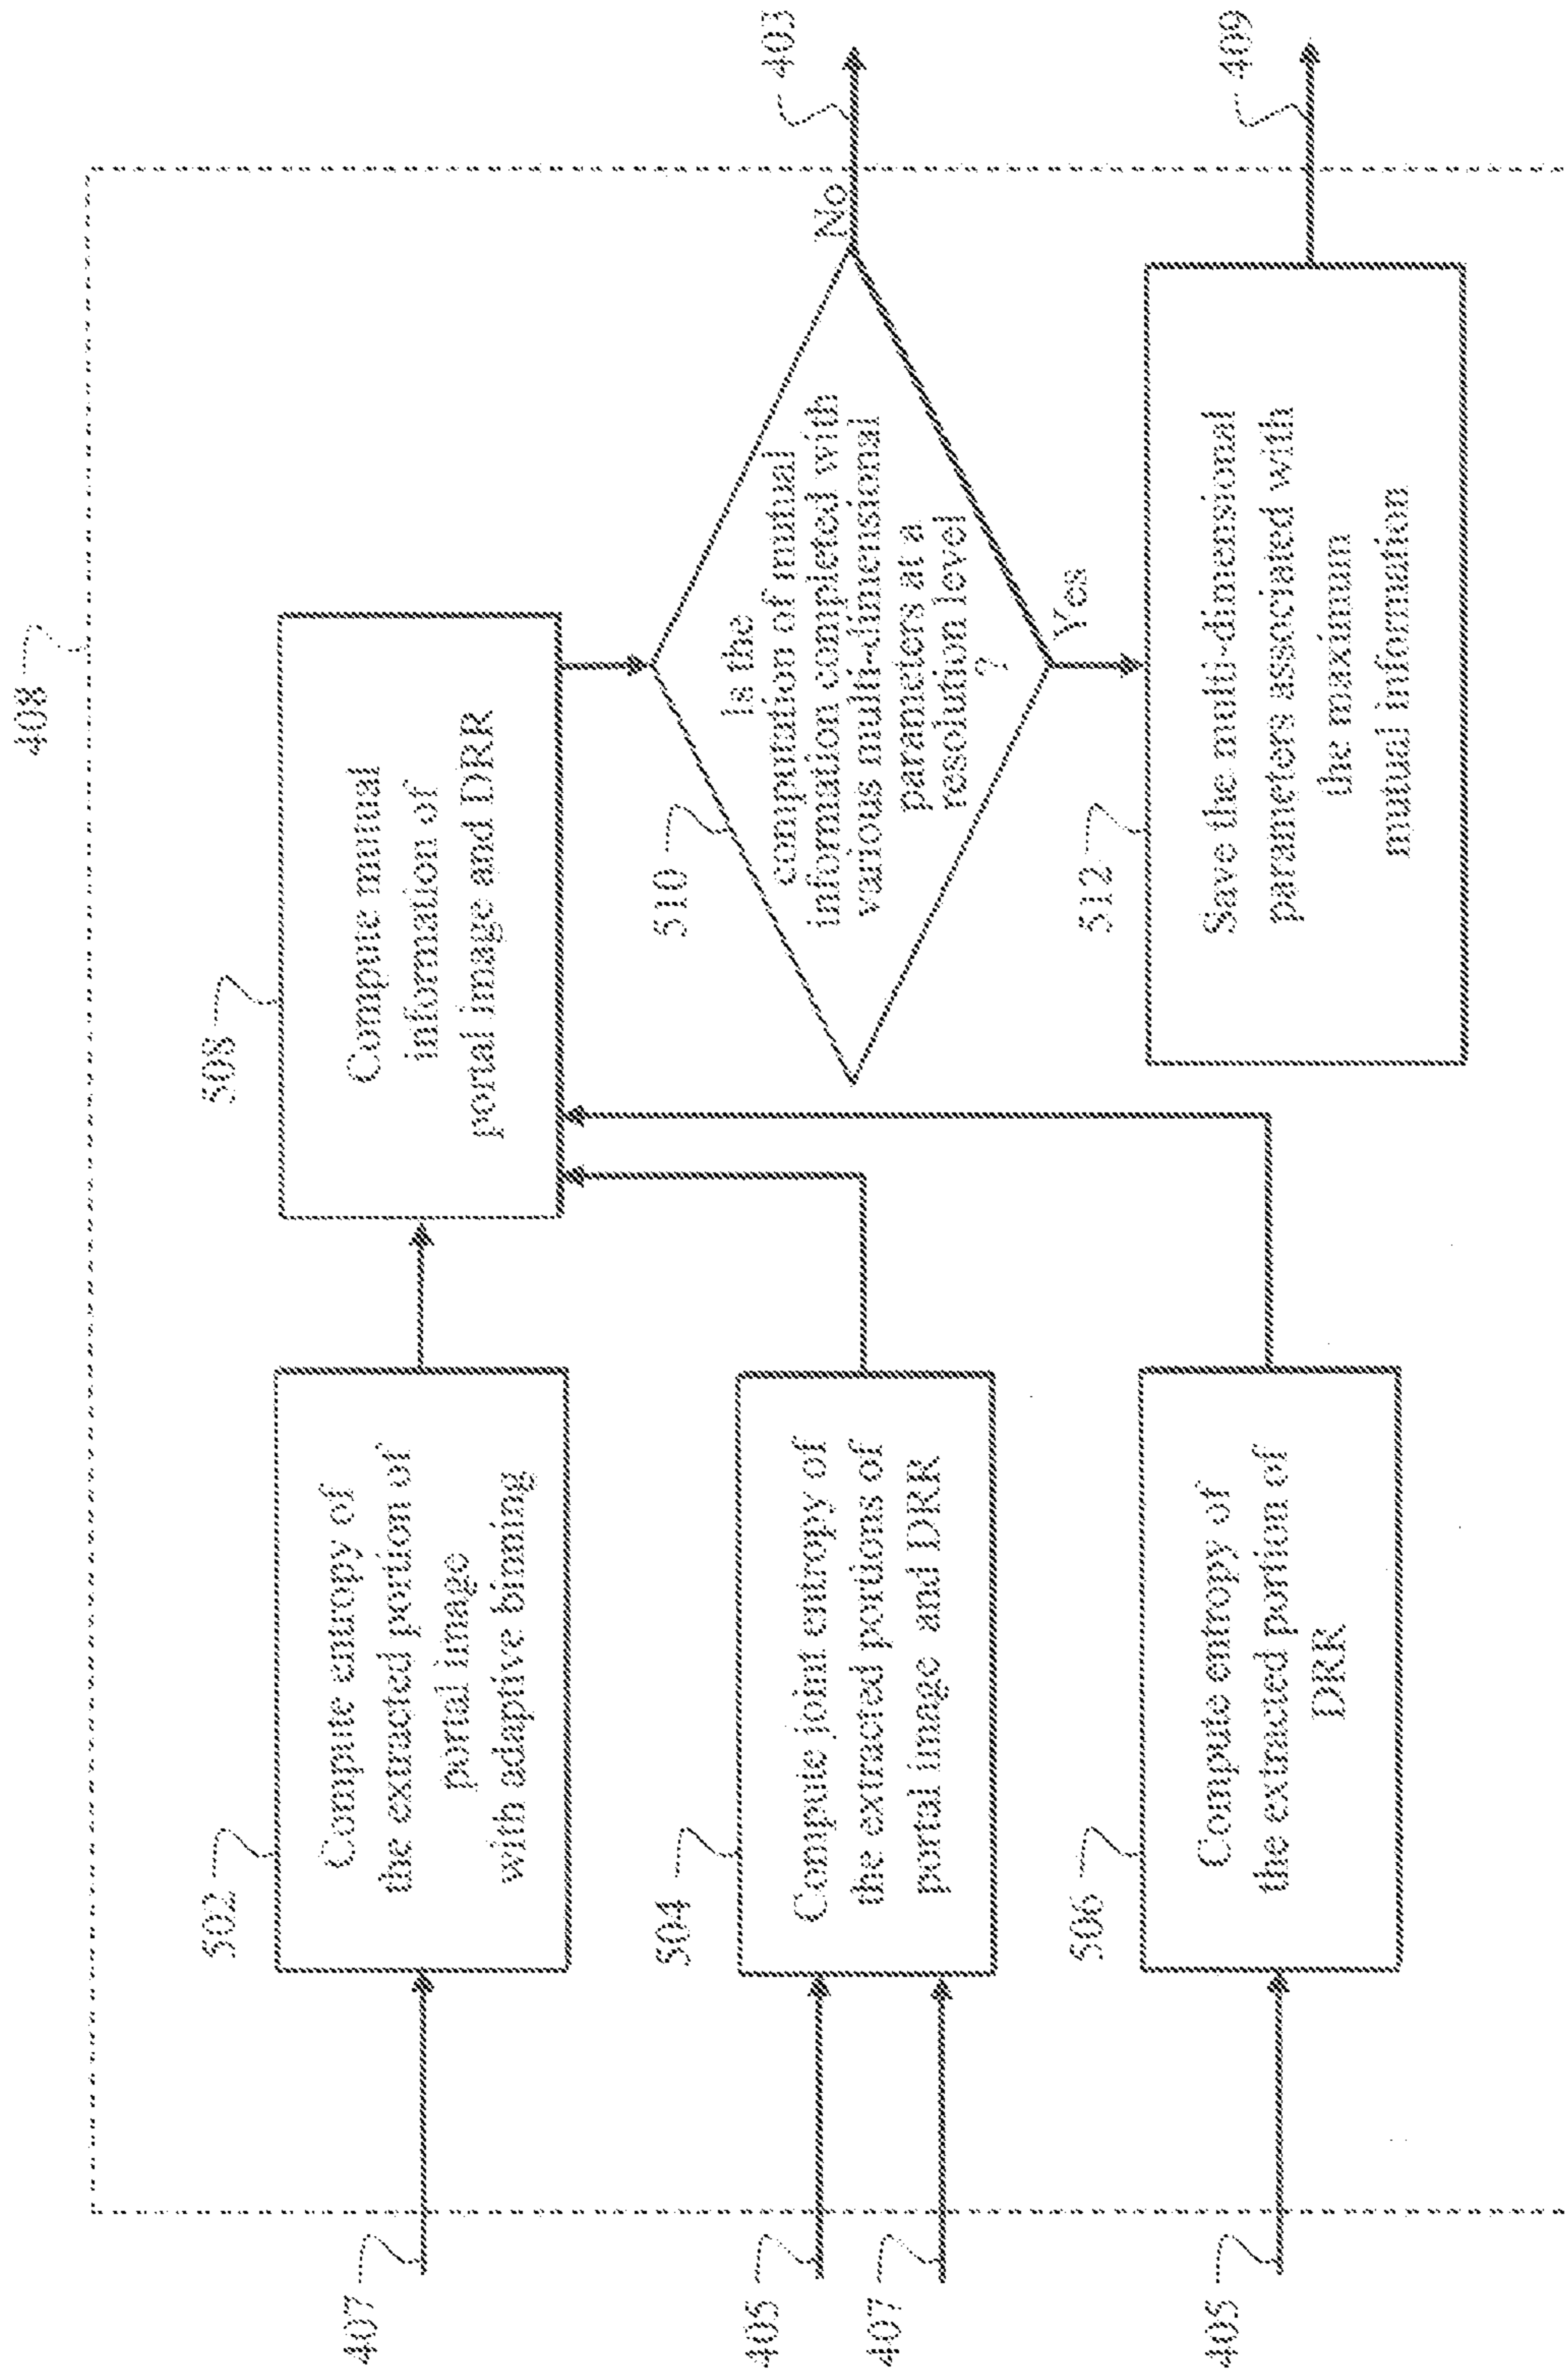 408
407
502
Compute entropy of
the extracted portion of
portal image
with adaptive binning
508
Compute mutual
information of
portal image and DRR
405
407
504
Compute joint entropy of
the extracted portions of
portal image and DRR
510
Is the
computation of mutual
information completed with
various multi-dimensional
parameters at a
resolution level
?
No
403
Yes
405
506
Compute entropy of
the extracted portion of
DRR
512
Save the multi-dimensional
parameters associated with
the maximum
mutual information
409